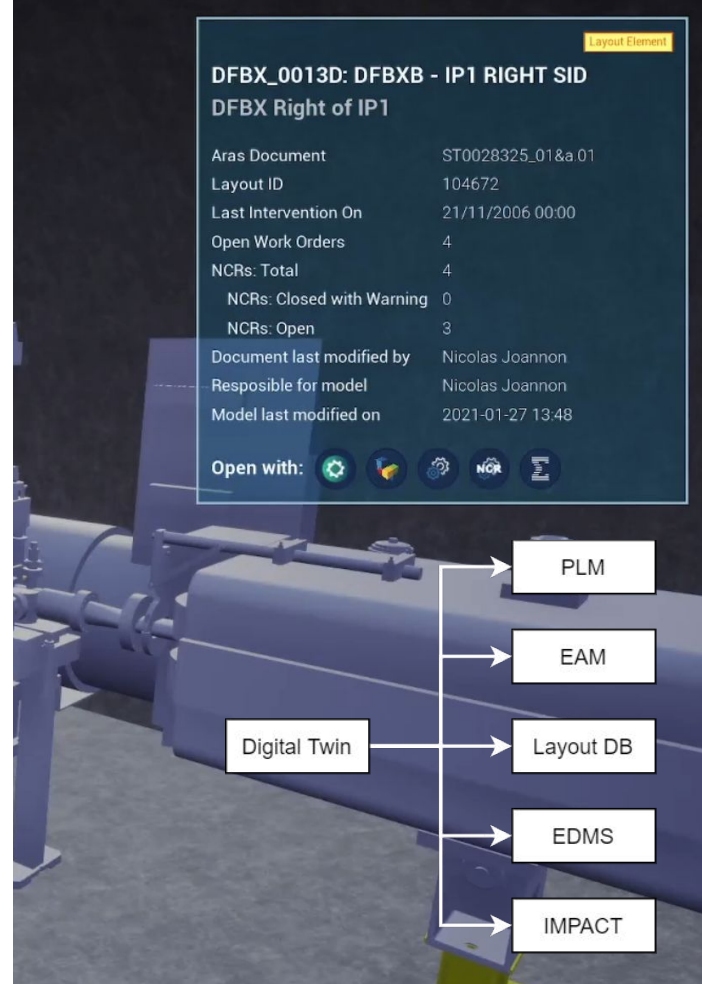 Layout Element
DFBX_0013D: DFBXB - IP1 RIGHT SID
DFBX Right of IP1
Aras Document ST0028325_01&a.01
Layout ID 104672
Last Intervention On 21/11/2006 00:00
Open Work Orders 4
NCRs: Total 4
NCRs: Closed with Warning 0
NCRs: Open 3
Document last modified by Nicolas Joannon
Resposible for model Nicolas Joannon
Model last modified on 2021-01-27 13:48
Open with: NCR
PLM
EAM
Digital Twin
Layout DB
EDMS
IMPACT